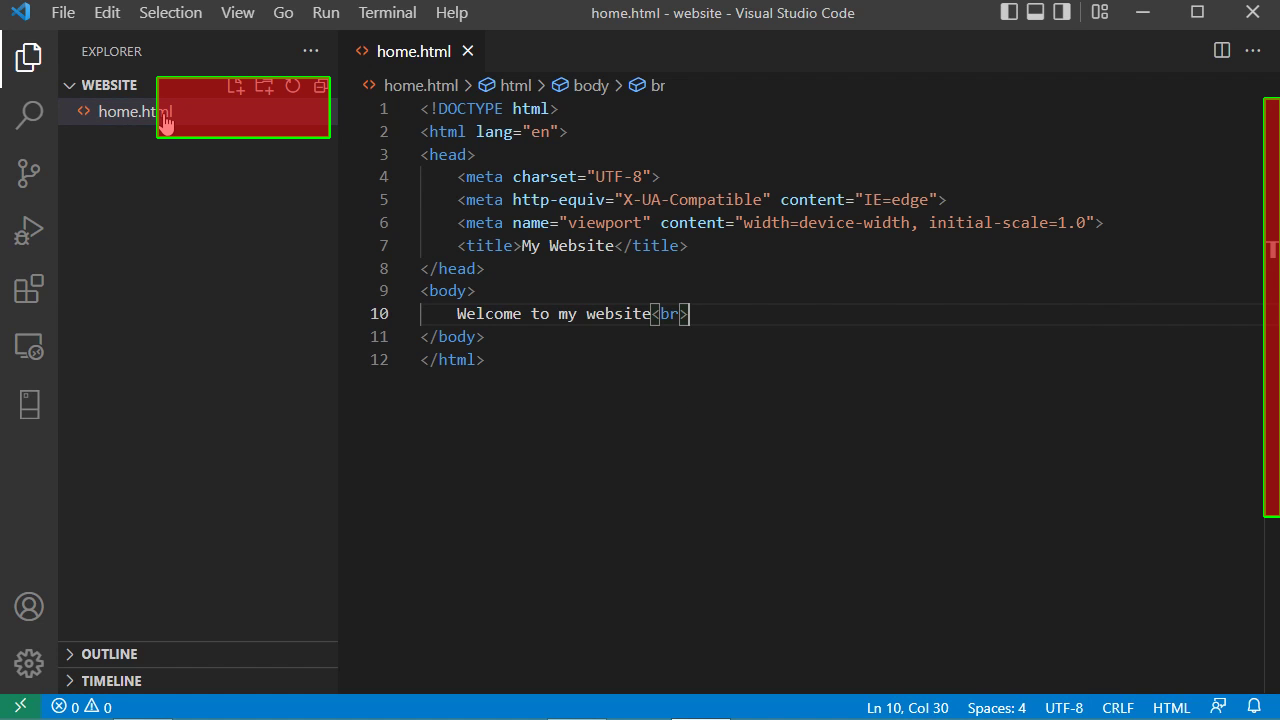 File Edit Selection View Go Run Terminal Help home.html - website - Visual Studio Code
EXPLORER
WEBSITE
home.html
OUTLINE
TIMELINE
home.html
home.html > html > body > br
1 <!DOCTYPE html>
2 <html lang="en">
3 <head>
4 <meta charset="UTF-8">
5 <meta http-equiv="X-UA-Compatible" content="IE=edge">
6 <meta name="viewport" content="width=device-width, initial-scale=1.0">
7 <title>My Website</title>
8 </head>
9 <body>
10 Welcome to my website<br>
11 </body>
12 </html>
0 0 Ln 10, Col 30 Spaces: 4 UTF-8 CRLF HTML